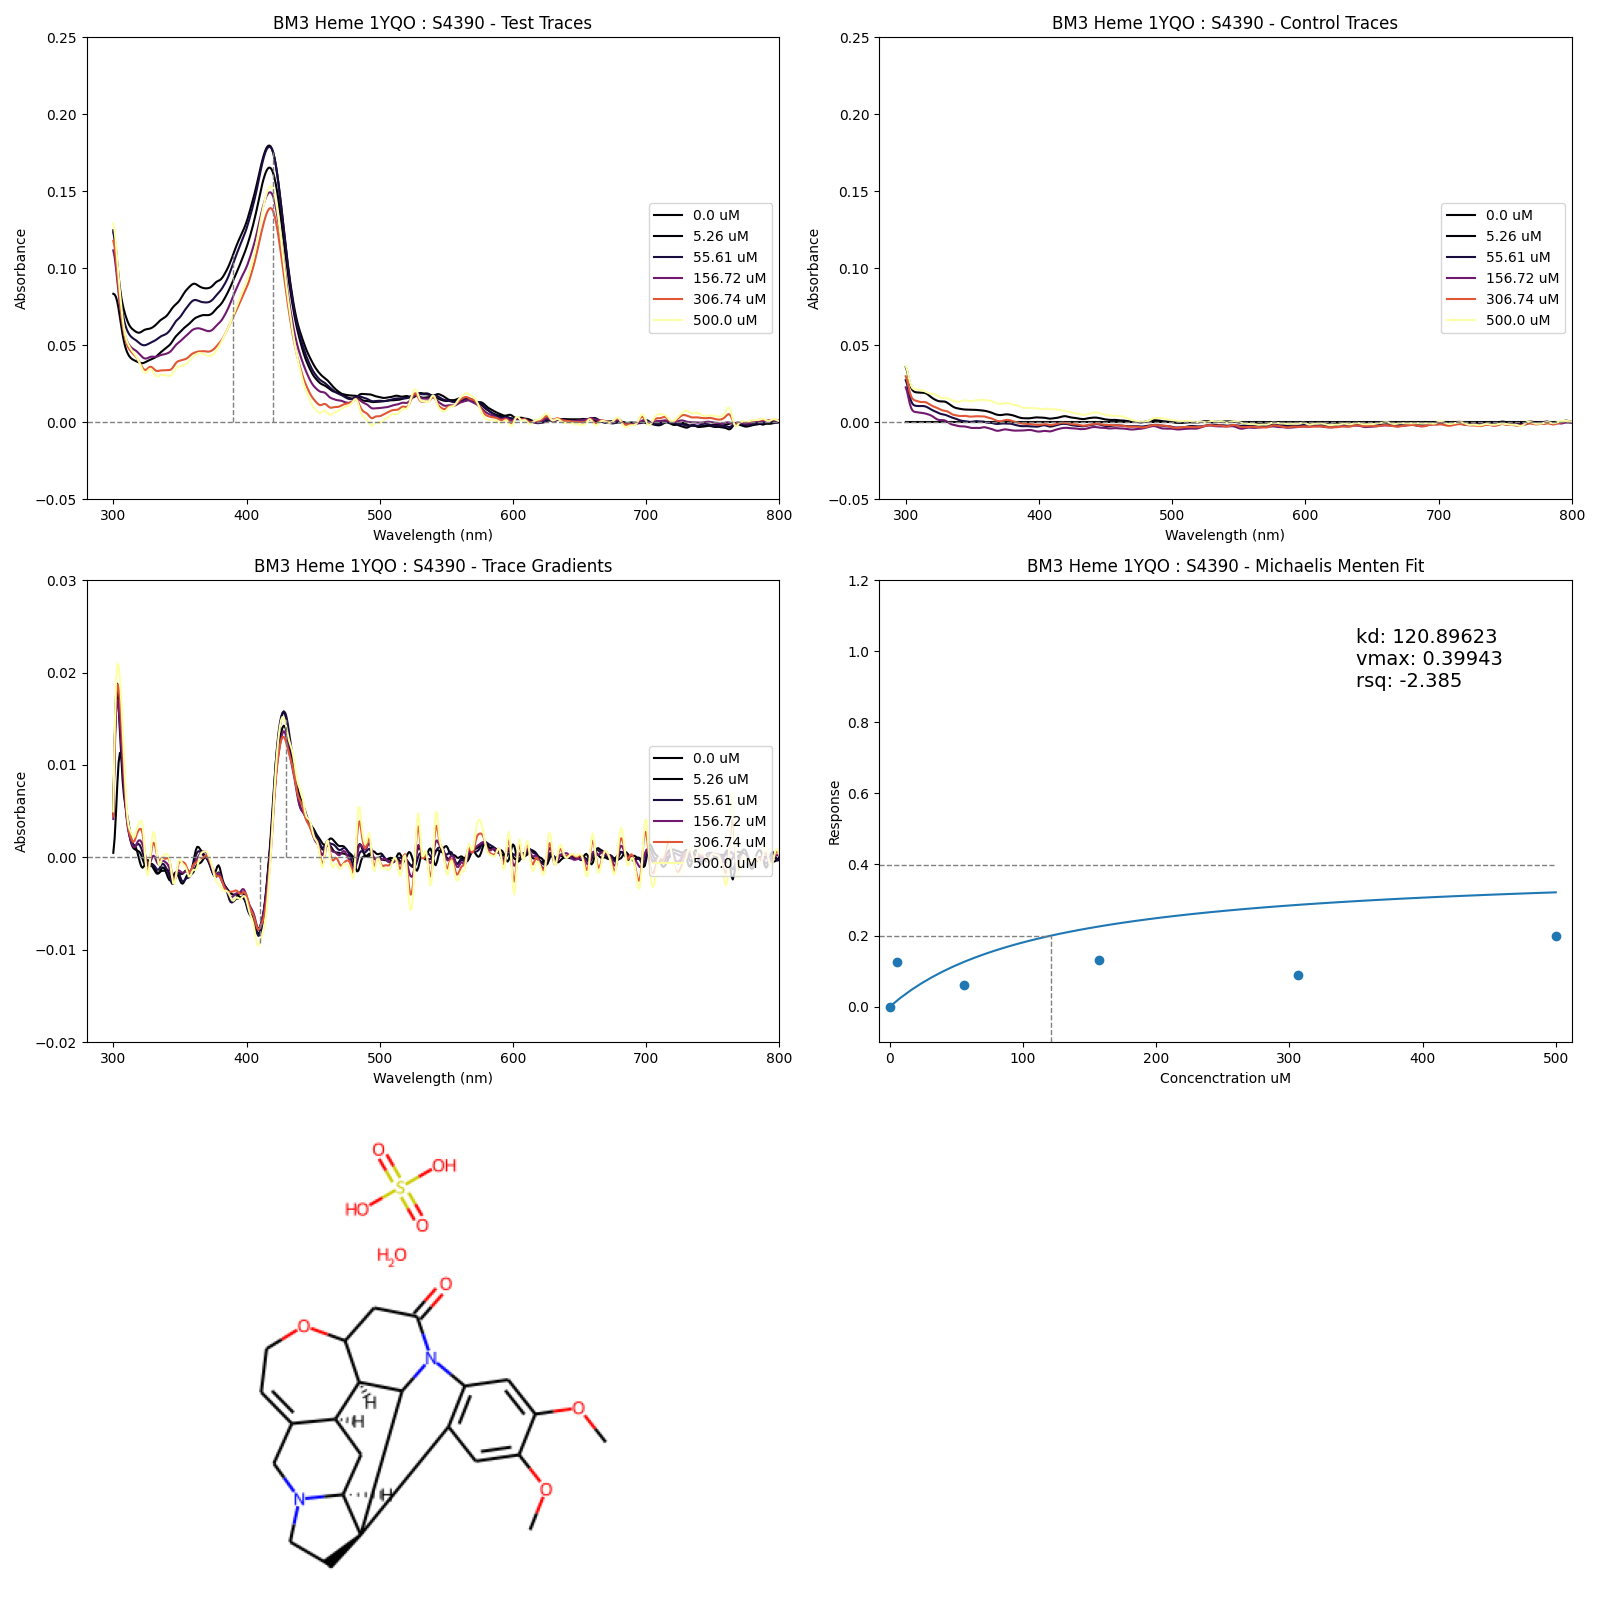 BM3 Heme 1YQO : S4390 - Test Traces
0.25
0.20
0.15
0.10
0.05
0.00
−0.05
Absorbance
300
400
500
600
700
800
Wavelength (nm)
0.0 uM
5.26 uM
55.61 uM
156.72 uM
306.74 uM
500.0 uM
BM3 Heme 1YQO : S4390 - Control Traces
0.25
0.20
0.15
0.10
0.05
0.00
−0.05
Absorbance
300
400
500
600
700
800
Wavelength (nm)
0.0 uM
5.26 uM
55.61 uM
156.72 uM
306.74 uM
500.0 uM
BM3 Heme 1YQO : S4390 - Trace Gradients
0.03
0.02
0.01
0.00
−0.01
−0.02
Absorbance
300
400
500
600
700
800
Wavelength (nm)
0.0 uM
5.26 uM
55.61 uM
156.72 uM
306.74 uM
500.0 uM
BM3 Heme 1YQO : S4390 - Michaelis Menten Fit
1.2
1.0
0.8
0.6
0.4
0.2
0.0
Response
kd: 120.89623
vmax: 0.39943
rsq: -2.385
0
100
200
300
400
500
Concenctration uM
O
OH
S
HO
O
H2O
O
O
N
H
H
O
O
N
H